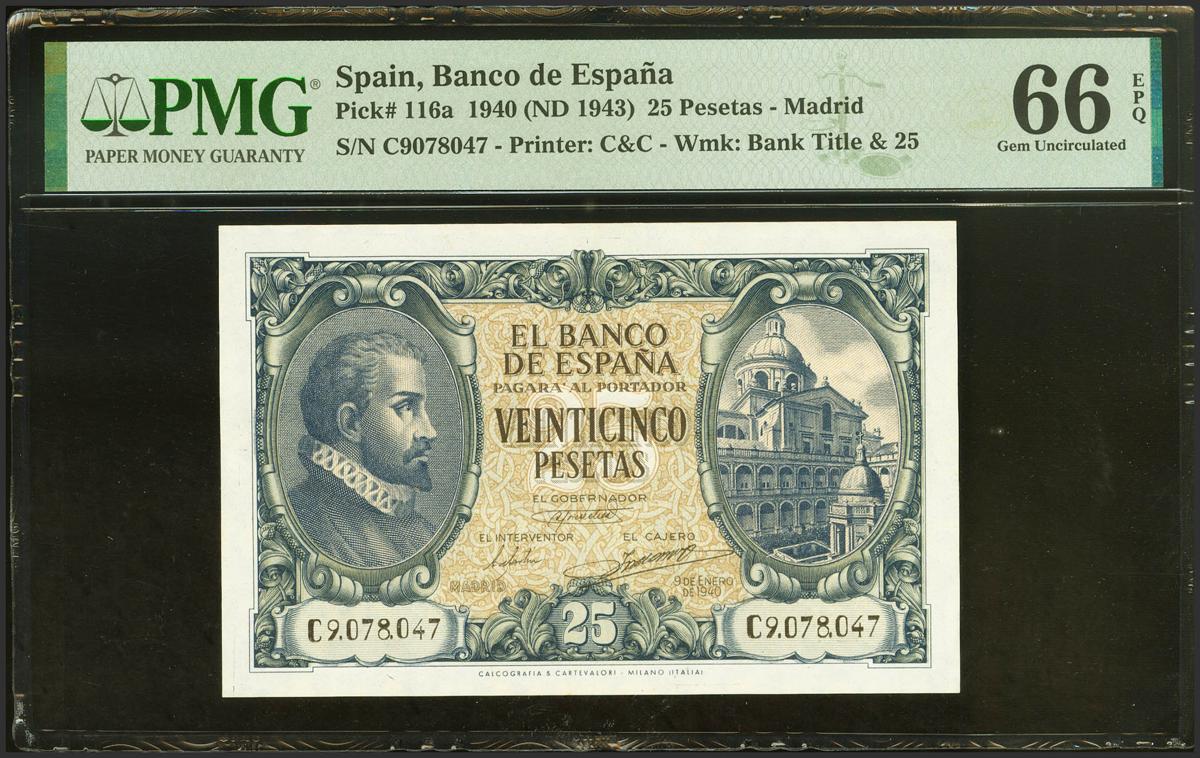 PMG®
PAPER MONEY GUARANTY
Spain, Banco de España
Pick# 116a 1940 (ND 1943) 25 Pesetas - Madrid
S/N C9078047 - Printer: C&C - Wmk: Bank Title & 25
66
EPQ
Gem Uncirculated
EL BANCO
DE ESPAÑA
PAGARÁ AL PORTADOR
25
VEINTICINCO
PESETAS
EL GOBERNADOR
EL INTERVENTOR
EL CAJERO
MADRID
9 DE ENERO
DE 1940
C9.078.047
25
C9.078.047
CALCOGRAFIA & CARTEVALORI - MILANO (ITALIA)